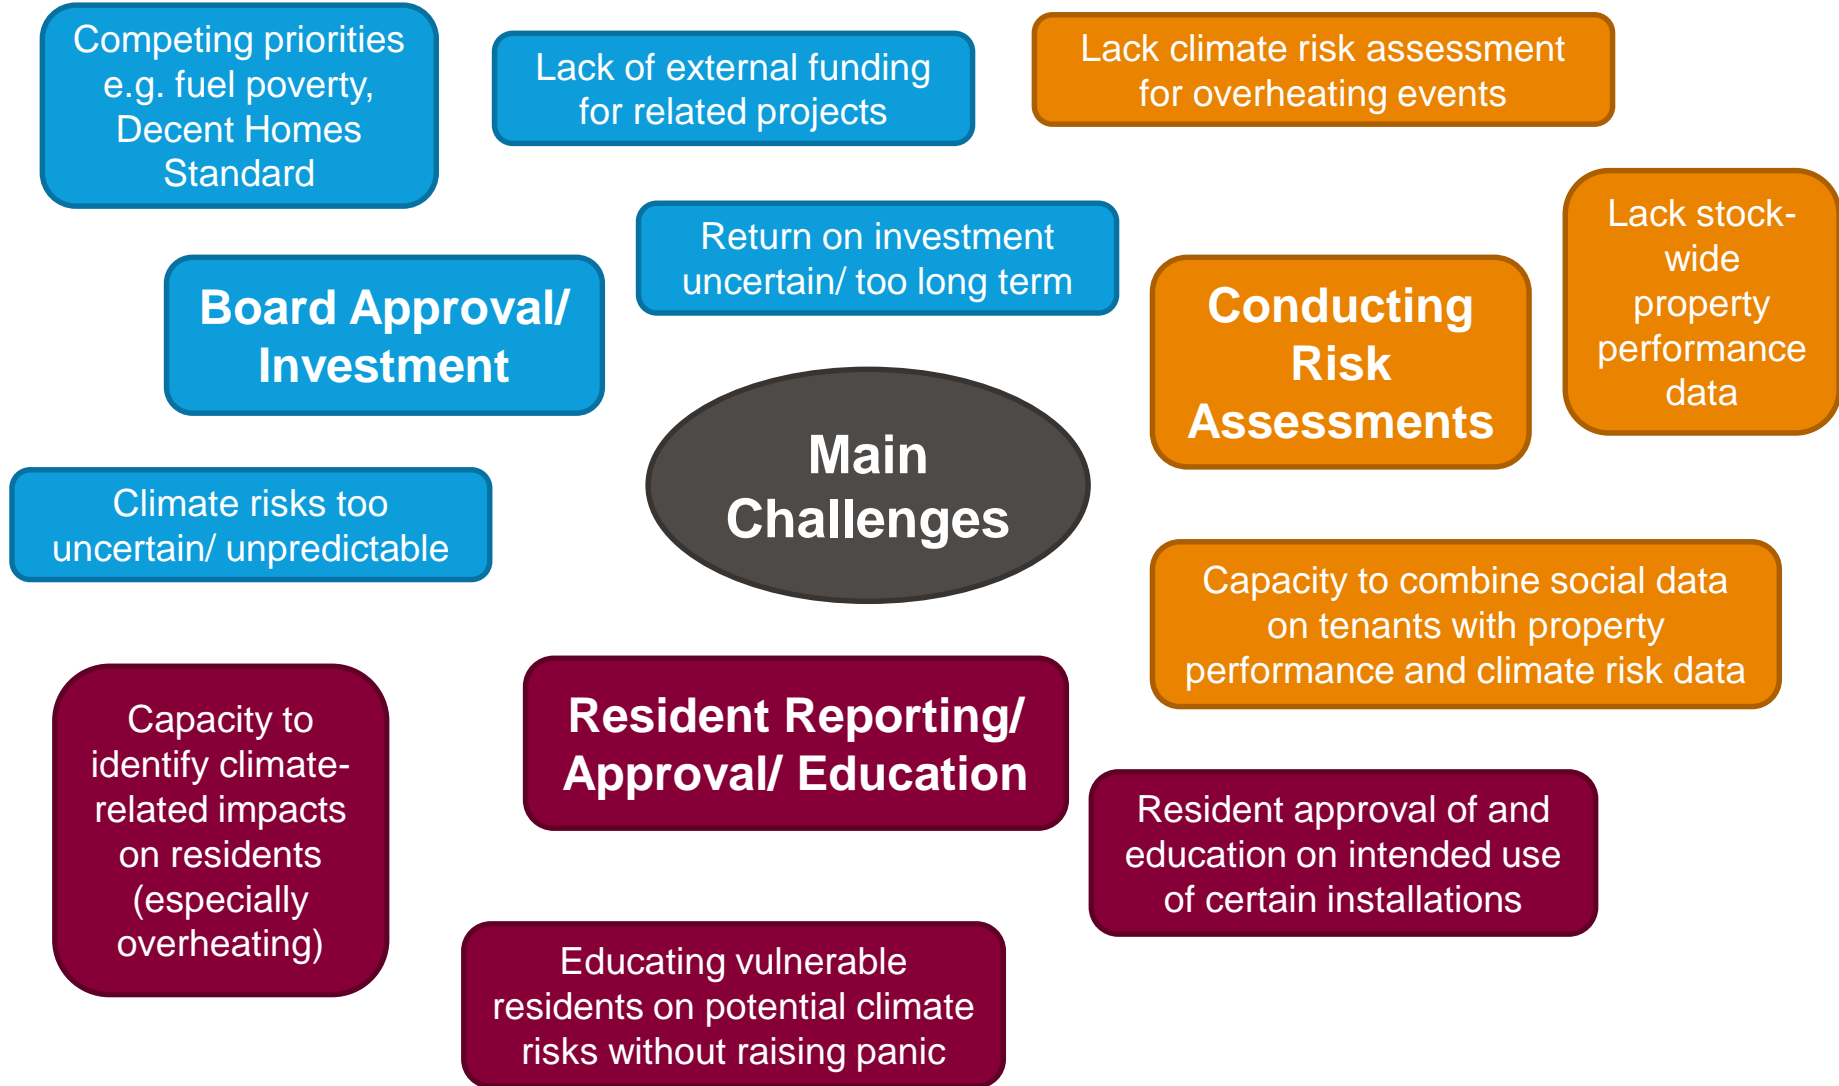 Competing priorities
e.g. fuel poverty,
Decent Homes
Standard
Lack of external funding
for related projects
Lack climate risk assessment
for overheating events
Return on investment
uncertain/ too long term
Lack stock-
wide
property
performance
data
Board Approval/
Investment
Conducting
Risk
Assessments
Main
Challenges
Climate risks too
uncertain/ unpredictable
Capacity to combine social data
on tenants with property
performance and climate risk data
Resident Reporting/
Approval/ Education
Capacity to
identify climate-
related impacts
on residents
(especially
overheating)
Resident approval of and
education on intended use
of certain installations
Educating vulnerable
residents on potential climate
risks without raising panic